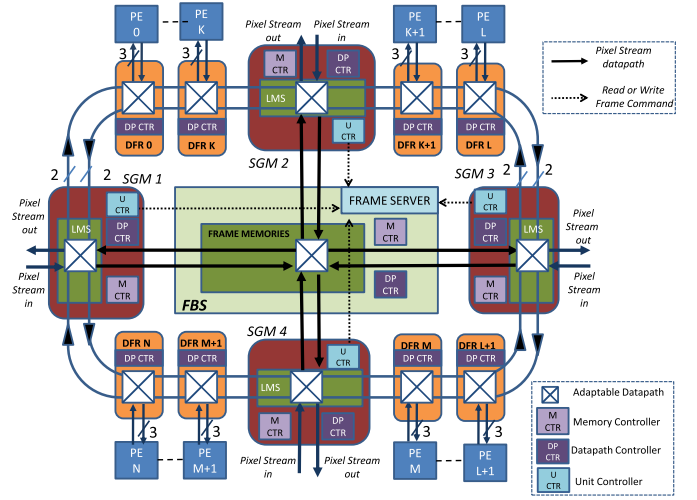 PE
0
PE
K
Pixel Stream
out
Pixel Stream
in
PE
K+1
PE
L
3
3
3
3
M
CTR
DP
CTR
LMS
U
CTR
DP CTR
DFR 0
DP CTR
DFR K
DP CTR
DFR K+1
DP CTR
DFR L
Pixel Stream
datapath
Read or Write
Frame Command
2
2
2
2
SGM 1
SGM 2
SGM 3
Pixel
Stream
out
Pixel
Stream
in
LMS
U
CTR
DP
CTR
M
CTR
FRAME SERVER
FRAME MEMORIES
M
CTR
DP
CTR
FBS
U
CTR
DP
CTR
M
CTR
LMS
Pixel
Stream
out
Pixel
Stream
in
SGM 4
DFR N
DP CTR
DFR M+1
DP CTR
U
CTR
LMS
M
CTR
DP
CTR
DFR M
DP CTR
DFR L+1
DP CTR
3
3
3
3
PE
N
PE
M+1
Pixel Stream
in
Pixel Stream
out
PE
M
PE
L+1
Adaptable Datapath
M
CTR
Memory Controller
DP
CTR
Datapath Controller
U
CTR
Unit Controller